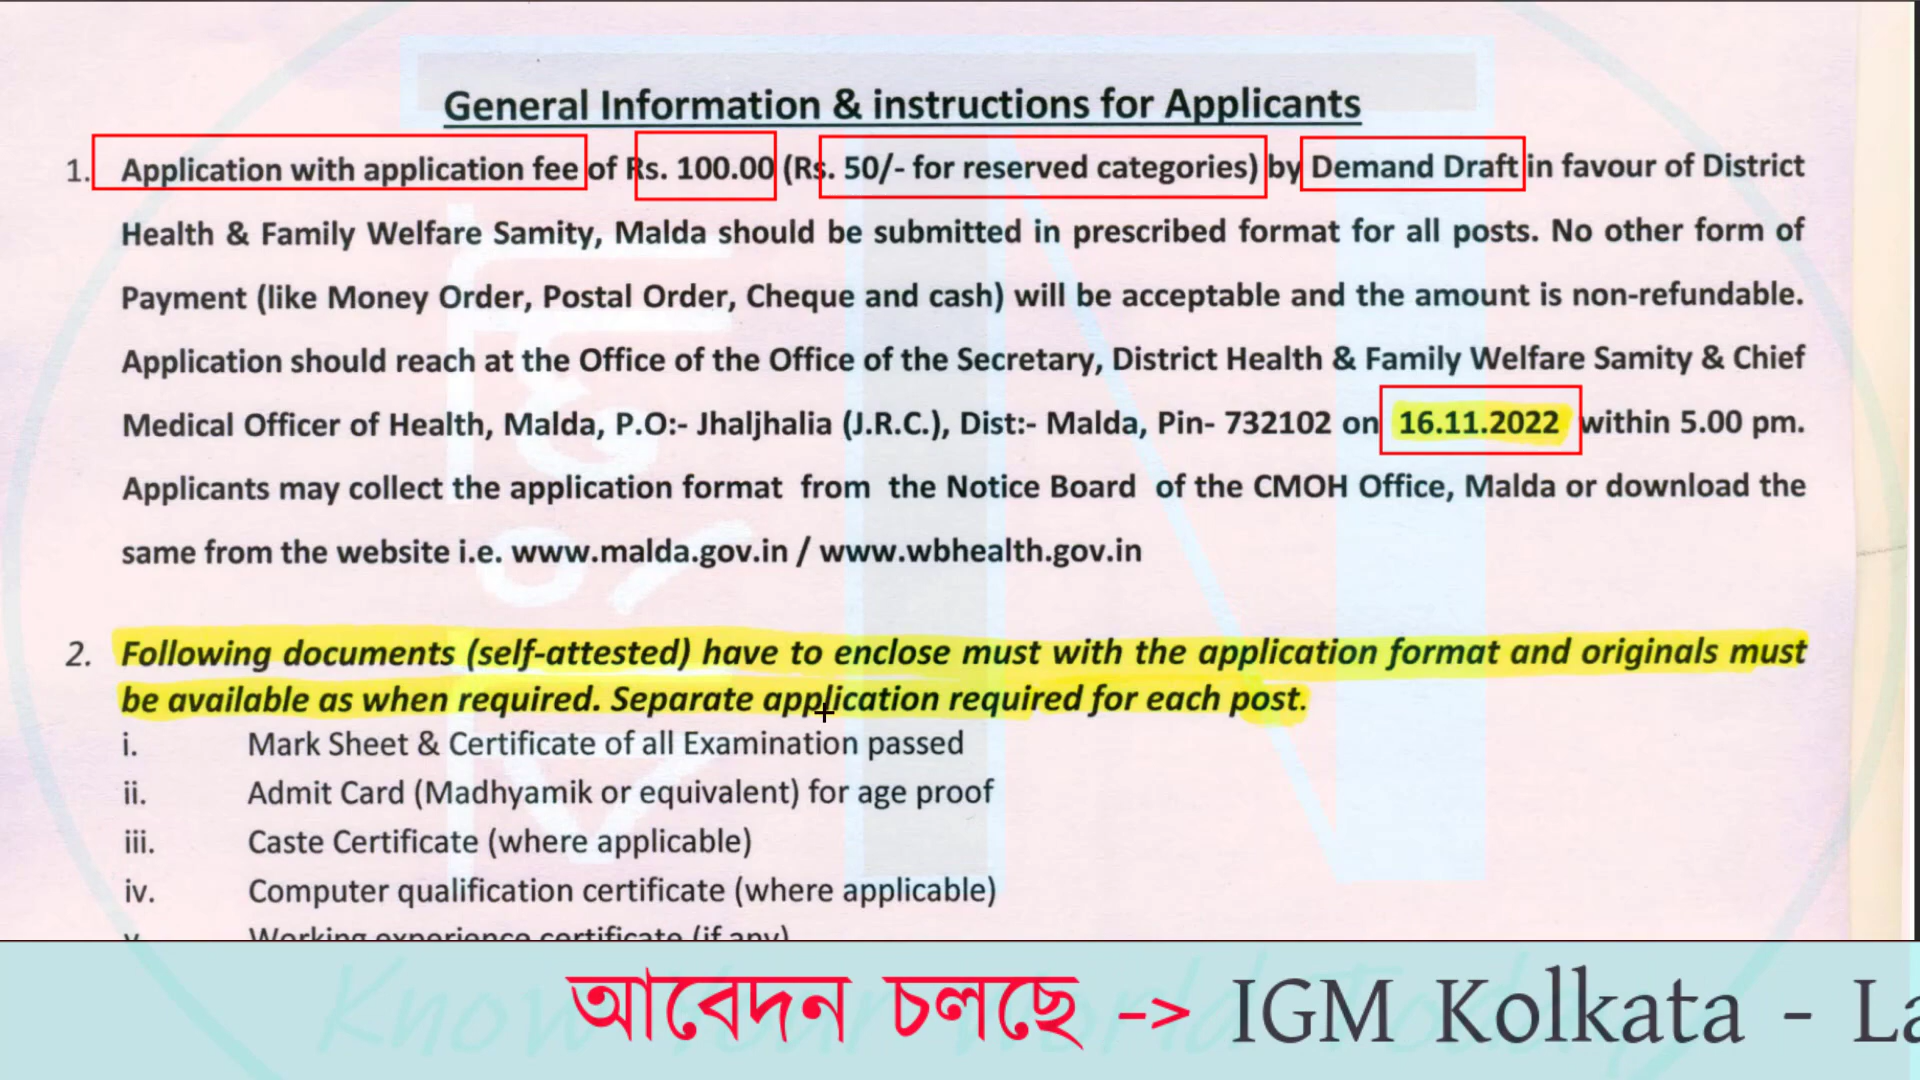 General Information & instructions for Applicants
1. Application with application fee of Rs. 100.00 (Rs. 50/- for reserved categories) by Demand Draft in favour of District
Health & Family Welfare Samity, Malda should be submitted in prescribed format for all posts. No other form of
Payment (like Money Order, Postal Order, Cheque and cash) will be acceptable and the amount is non-refundable.
Application should reach at the Office of the Office of the Secretary, District Health & Family Welfare Samity & Chief
Medical Officer of Health, Malda, P.O:- Jhaljhalia (J.R.C.), Dist:- Malda, Pin- 732102 on 16.11.2022 within 5.00 pm.
Applicants may collect the application format from the Notice Board of the CMOH Office, Malda or download the
same from the website i.e. www.malda.gov.in / www.wbhealth.gov.in
2. Following documents (self-attested) have to enclose must with the application format and originals must
be available as when required. Separate application required for each post.
i. Mark Sheet & Certificate of all Examination passed
ii. Admit Card (Madhyamik or equivalent) for age proof
iii. Caste Certificate (where applicable)
iv. Computer qualification certificate (where applicable)
v. Working experience certificate (if any)
আবেদন চলছে -> IGM Kolkata - La